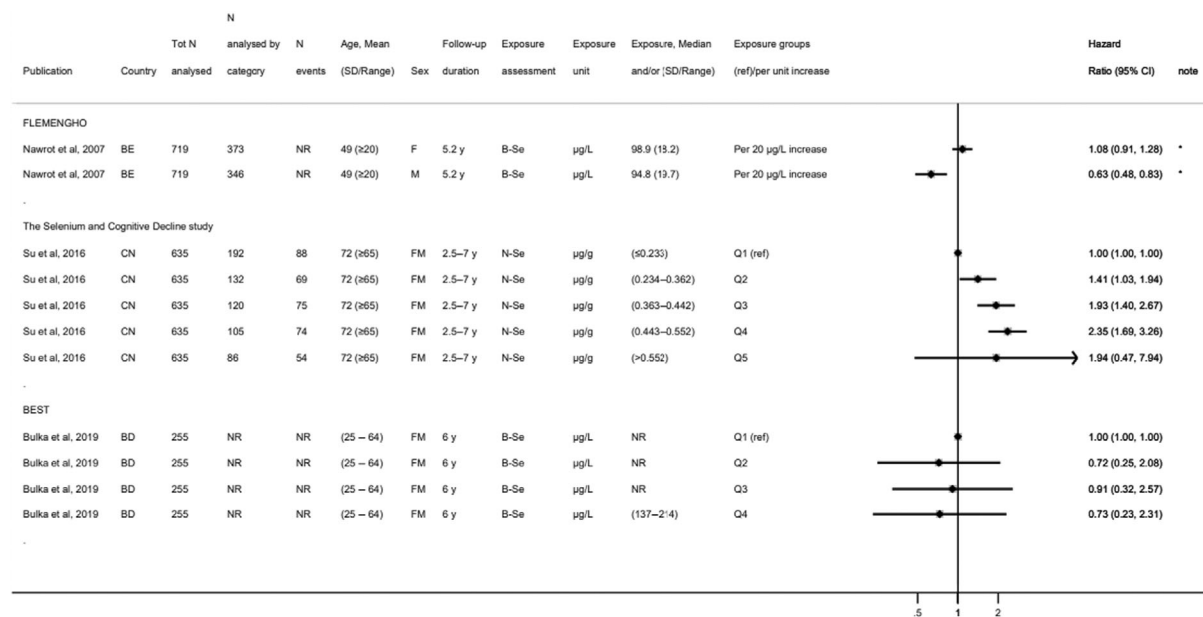 N
Tot N analysed by N Age, Mean Follow-up Exposure Exposure Exposure, Median Exposure groups Hazard
Publication Country analysed category events (SD/Range) Sex duration assessment unit and/or (SD/Range) (ref)/per unit increase Ratio (95% CI) note
FLEMENGHO
Nawrot et al, 2007 BE 719 373 NR 49 (≥20) F 5.2 y B-Se µg/L 98.9 (18.2) Per 20 µg/L increase 1.08 (0.91, 1.28) *
Nawrot et al, 2007 BE 719 346 NR 49 (≥20) M 5.2 y B-Se µg/L 94.8 (19.7) Per 20 µg/L increase 0.63 (0.48, 0.83) *
.
The Selenium and Cognitive Decline study
Su et al, 2016 CN 635 192 88 72 (≥65) FM 2.5–7 y N-Se µg/g (≤0.233) Q1 (ref) 1.00 (1.00, 1.00)
Su et al, 2016 CN 635 132 69 72 (≥65) FM 2.5–7 y N-Se µg/g (0.234–0.362) Q2 1.41 (1.03, 1.94)
Su et al, 2016 CN 635 120 75 72 (≥65) FM 2.5–7 y N-Se µg/g (0.363–0.442) Q3 1.93 (1.40, 2.67)
Su et al, 2016 CN 635 105 74 72 (≥65) FM 2.5–7 y N-Se µg/g (0.443–0.552) Q4 2.35 (1.69, 3.26)
Su et al, 2016 CN 635 86 54 72 (≥65) FM 2.5–7 y N-Se µg/g (>0.552) Q5 1.94 (0.47, 7.94)
.
BEST
Bulka et al, 2019 BD 255 NR NR (25 – 64) FM 6 y B-Se µg/L NR Q1 (ref) 1.00 (1.00, 1.00)
Bulka et al, 2019 BD 255 NR NR (25 – 64) FM 6 y B-Se µg/L NR Q2 0.72 (0.25, 2.08)
Bulka et al, 2019 BD 255 NR NR (25 – 64) FM 6 y B-Se µg/L NR Q3 0.91 (0.32, 2.57)
Bulka et al, 2019 BD 255 NR NR (25 – 64) FM 6 y B-Se µg/L (137–214) Q4 0.73 (0.23, 2.31)
.
.5 1 2